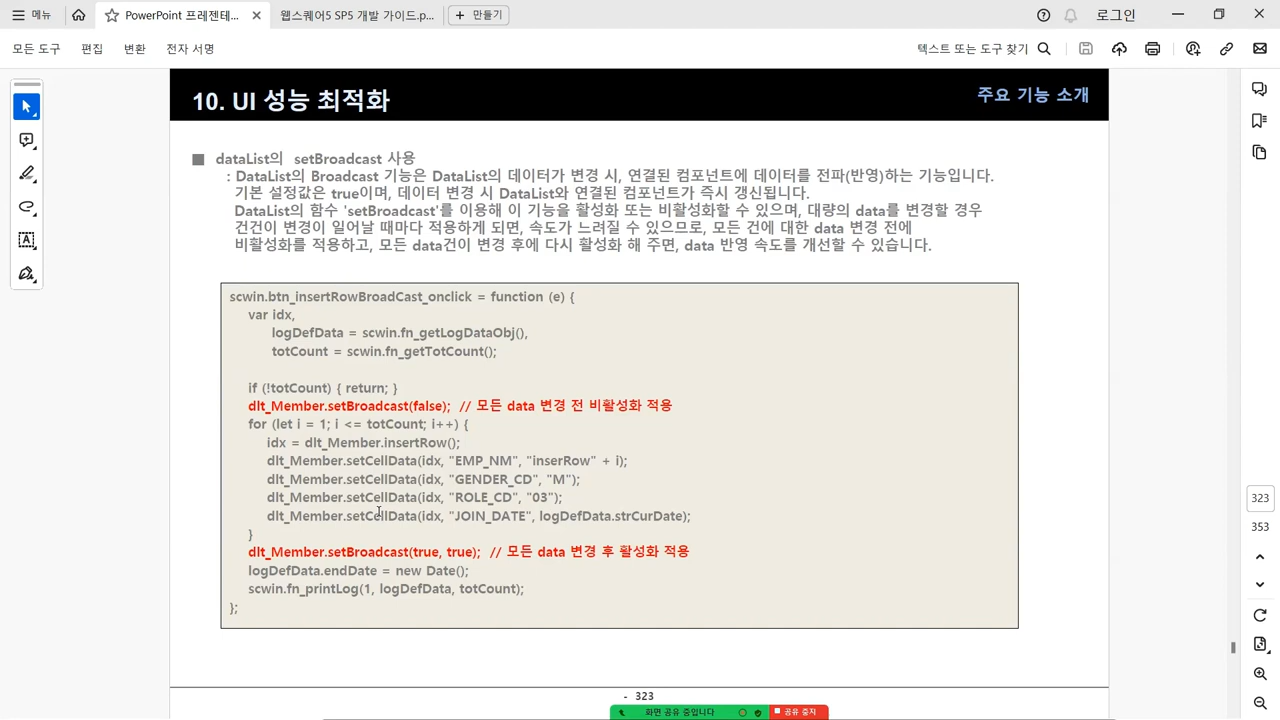 메뉴
PowerPoint 프레젠테...
웹스퀘어5 SP5 개발 가이드.p...
+ 만들기
로그인
모든 도구
편집
변환
전자 서명
텍스트 또는 도구 찾기
10. UI 성능 최적화
주요 기능 소개
■ dataList의 setBroadcast 사용
: DataList의 Broadcast 기능은 DataList의 데이터가 변경 시, 연결된 컴포넌트에 데이터를 전파(반영)하는 기능입니다.
기본 설정값은 true이며, 데이터 변경 시 DataList와 연결된 컴포넌트가 즉시 갱신됩니다.
DataList의 함수 'setBroadcast'를 이용해 이 기능을 활성화 또는 비활성화할 수 있으며, 대량의 data를 변경할 경우
건건이 변경이 일어날 때마다 적용하게 되면, 속도가 느려질 수 있으므로, 모든 건에 대한 data 변경 전에
비활성화를 적용하고, 모든 data건이 변경 후에 다시 활성화 해 주면, data 반영 속도를 개선할 수 있습니다.
scwin.btn_insertRowBroadCast_onclick = function (e) {
var idx,
logDefData = scwin.fn_getLogDataObj(),
totCount = scwin.fn_getTotCount();
if (!totCount) { return; }
dlt_Member.setBroadcast(false); // 모든 data 변경 전 비활성화 적용
for (let i = 1; i <= totCount; i++) {
idx = dlt_Member.insertRow();
dlt_Member.setCellData(idx, "EMP_NM", "inserRow" + i);
dlt_Member.setCellData(idx, "GENDER_CD", "M");
dlt_Member.setCellData(idx, "ROLE_CD", "03");
dlt_Member.setCellData(idx, "JOIN_DATE", logDefData.strCurDate);
}
dlt_Member.setBroadcast(true, true); // 모든 data 변경 후 활성화 적용
logDefData.endDate = new Date();
scwin.fn_printLog(1, logDefData, totCount);
};
323
353
- 323
화면 공유 중입니다
공유 중지